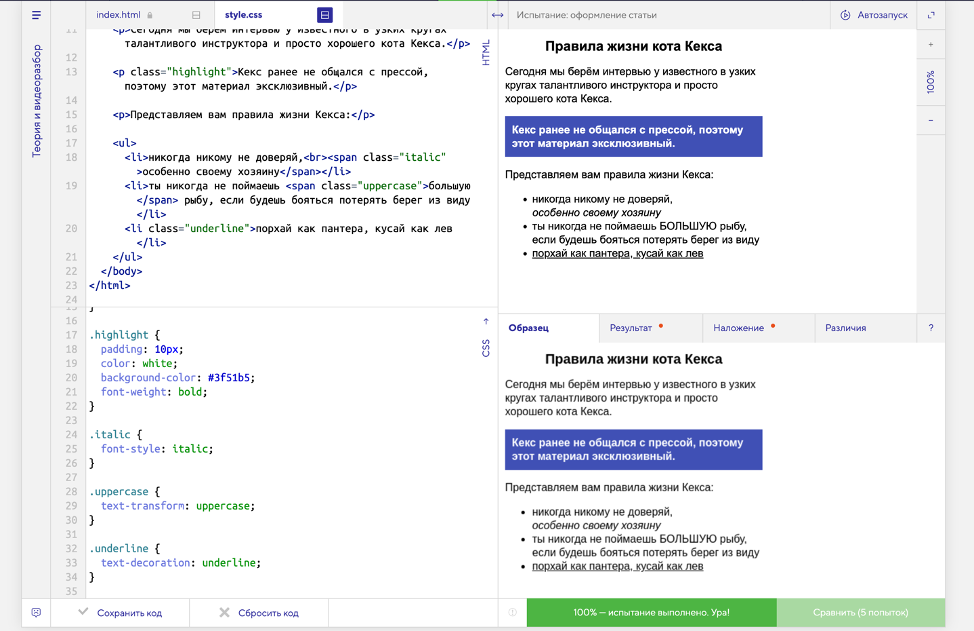 index.html
style.css
Испытание: оформление статьи
Автозапуск
Теория и видеоразбор
11 <p>Сегодня мы берём интервью у известного в узких кругах
талантливого инструктора и просто хорошего кота Кекса.</p>
12
13 <p class="highlight">Кекс ранее не общался с прессой,
поэтому этот материал эксклюзивный.</p>
14
15 <p>Представляем вам правила жизни Кекса:</p>
16
17 <ul>
18 <li>никогда никому не доверяй,<br><span class="italic"
>особенно своему хозяину</span></li>
19 <li>ты никогда не поймаешь <span class="uppercase">большую
</span> рыбу, если будешь бояться потерять берег из виду
</li>
20 <li class="underline">порхай как пантера, кусай как лев
</li>
21 </ul>
22 </body>
23 </html>
24
HTML
15 }
16
17 .highlight {
18 padding: 10px;
19 color: white;
20 background-color: #3f51b5;
21 font-weight: bold;
22 }
23
24 .italic {
25 font-style: italic;
26 }
27
28 .uppercase {
29 text-transform: uppercase;
30 }
31
32 .underline {
33 text-decoration: underline;
34 }
35
CSS
Правила жизни кота Кекса
Сегодня мы берём интервью у известного в узких
кругах талантливого инструктора и просто
хорошего кота Кекса.
Кекс ранее не общался с прессой, поэтому
этот материал эксклюзивный.
Представляем вам правила жизни Кекса:
• никогда никому не доверяй,
особенно своему хозяину
• ты никогда не поймаешь БОЛЬШУЮ рыбу,
если будешь бояться потерять берег из виду
• порхай как пантера, кусай как лев
+
100%
−
Образец
Результат
Наложение
Различия
?
Правила жизни кота Кекса
Сегодня мы берём интервью у известного в узких
кругах талантливого инструктора и просто
хорошего кота Кекса.
Кекс ранее не общался с прессой, поэтому
этот материал эксклюзивный.
Представляем вам правила жизни Кекса:
• никогда никому не доверяй,
особенно своему хозяину
• ты никогда не поймаешь БОЛЬШУЮ рыбу,
если будешь бояться потерять берег из виду
• порхай как пантера, кусай как лев
Сохранить код
Сбросить код
100% — испытание выполнено. Ура!
Сравнить (5 попыток)